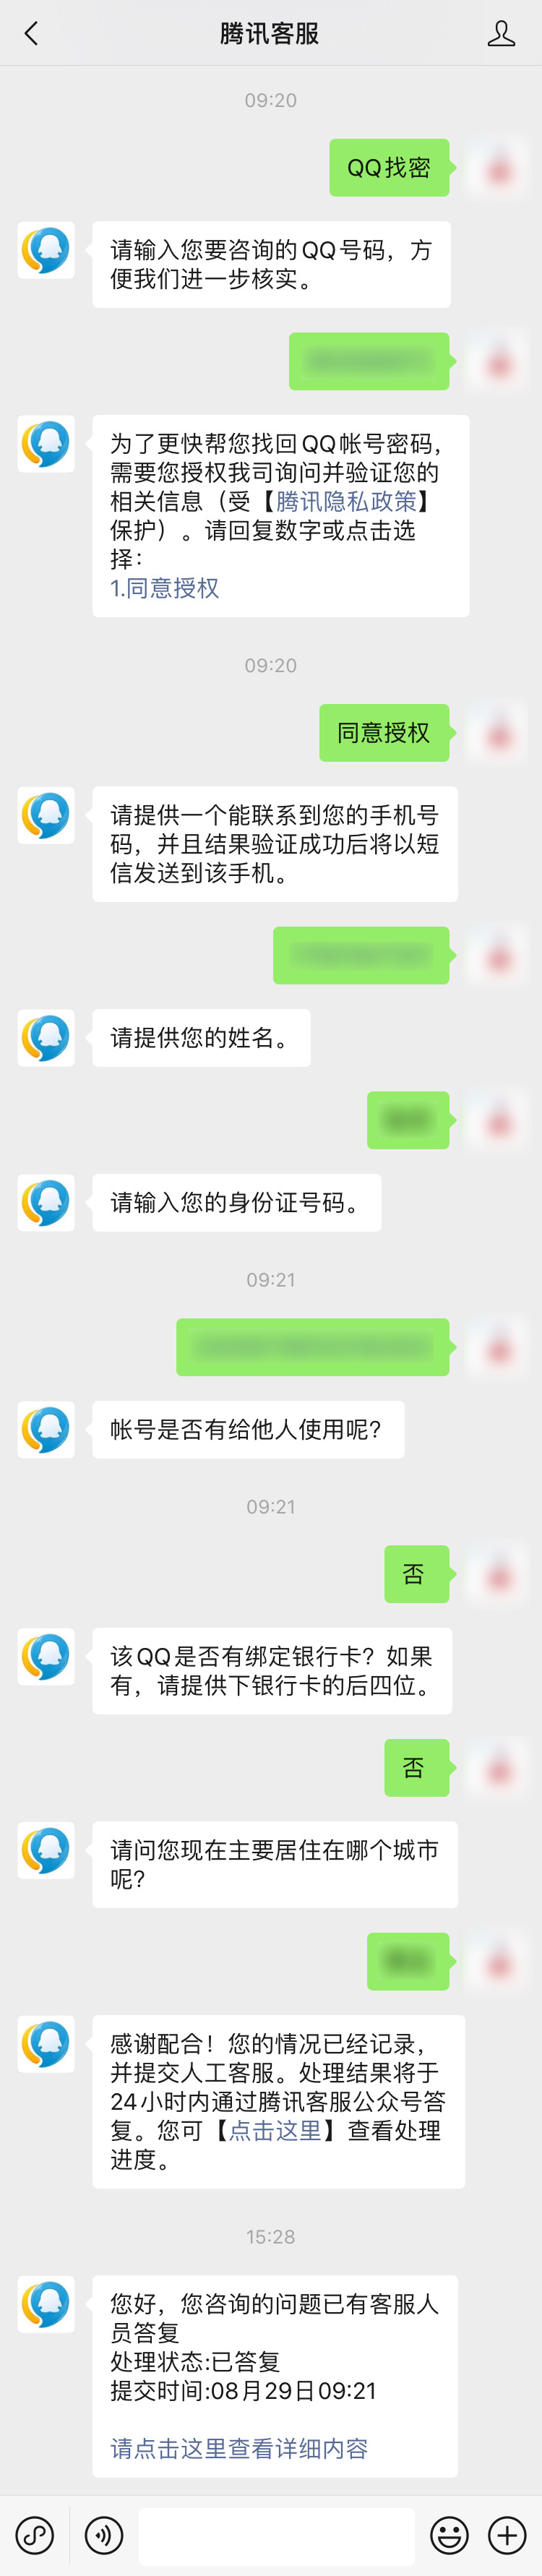 腾讯客服
09:20
QQ找密
请输入您要咨询的QQ号码，方
便我们进一步核实。
为了更快帮您找回QQ帐号密码，
需要您授权我司询问并验证您的
相关信息（受【腾讯隐私政策】
保护）。请回复数字或点击选
择：
1.同意授权
09:20
同意授权
请提供一个能联系到您的手机号
码，并且结果验证成功后将以短
信发送到该手机。
请提供您的姓名。
请输入您的身份证号码。
09:21
帐号是否有给他人使用呢?
09:21
否
该QQ是否有绑定银行卡？如果
有，请提供下银行卡的后四位。
否
请问您现在主要居住在哪个城市
呢?
感谢配合！您的情况已经记录，
并提交人工客服。处理结果将于
24小时内通过腾讯客服公众号答
复。您可【点击这里】查看处理
进度。
15:28
您好，您咨询的问题已有客服人
员答复
处理状态:已答复
提交时间:08月29日09:21
请点击这里查看详细内容